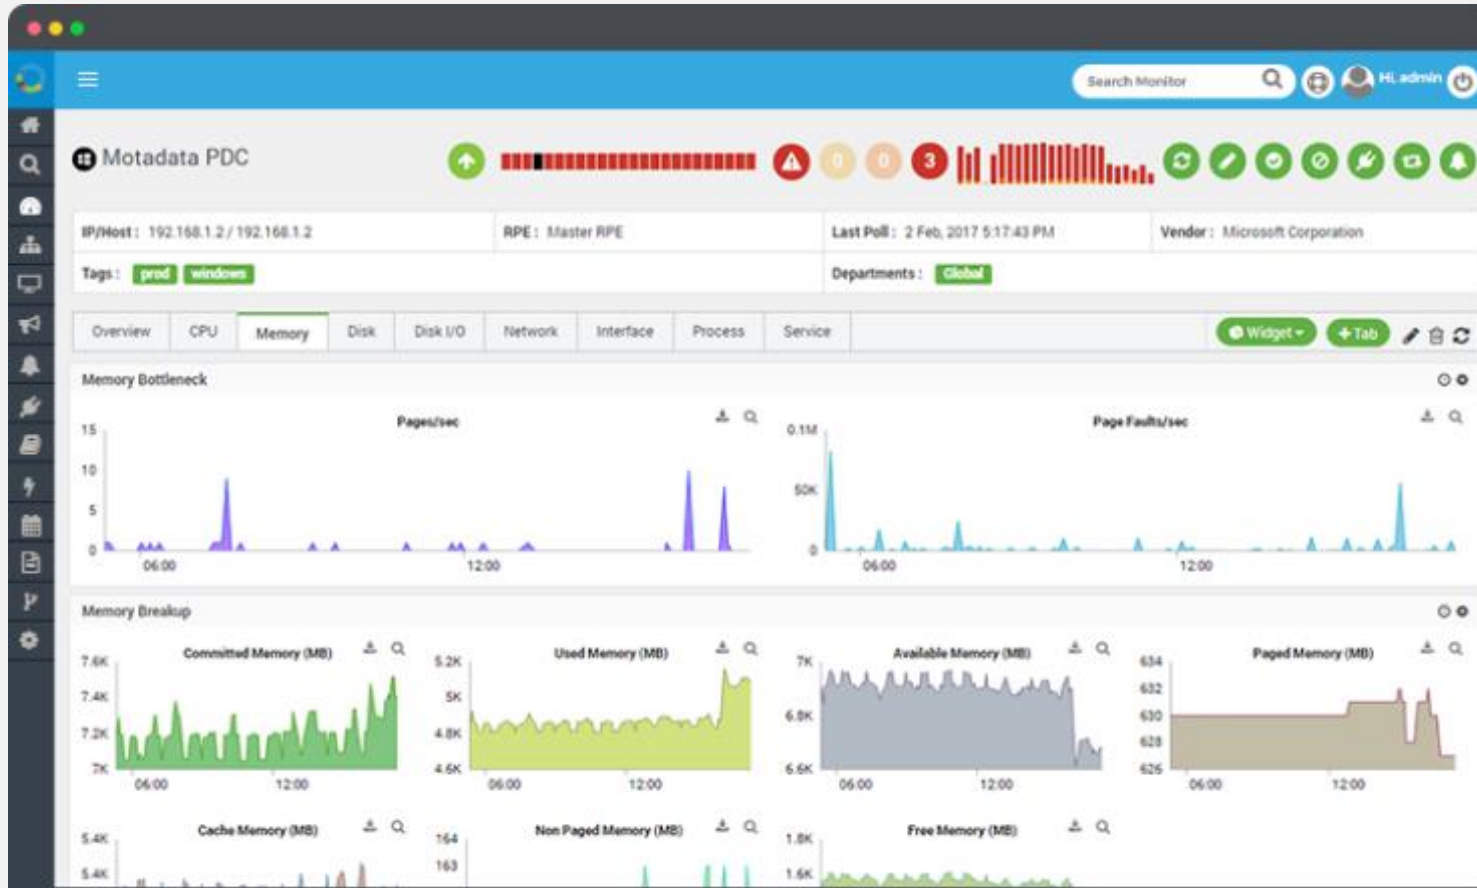 Search Monitor
Hi, admin
Motadata PDC
0 0 3
IP/Host : 192.168.1.2 / 192.168.1.2
RPE : Master RPE
Last Poll : 2 Feb, 2017 5:17:43 PM
Vendor : Microsoft Corporation
Tags : prod windows
Departments : Global
Overview CPU Memory Disk Disk I/O Network Interface Process Service
Widget
+ Tab
Memory Bottleneck
Pages/sec
15
10
5
0
06:00 12:00
Page Faults/sec
0.1M
50K
0
06:00 12:00
Memory Breakup
Committed Memory (MB)
7.6K
7.4K
7.2K
7K
06:00 12:00
Used Memory (MB)
5.2K
5K
4.8K
4.6K
06:00 12:00
Available Memory (MB)
7K
6.8K
6.6K
06:00 12:00
Paged Memory (MB)
634
632
630
628
626
06:00 12:00
Cache Memory (MB)
5.4K
5.4K
Non Paged Memory (MB)
164
163
Free Memory (MB)
1.8K
1.6K